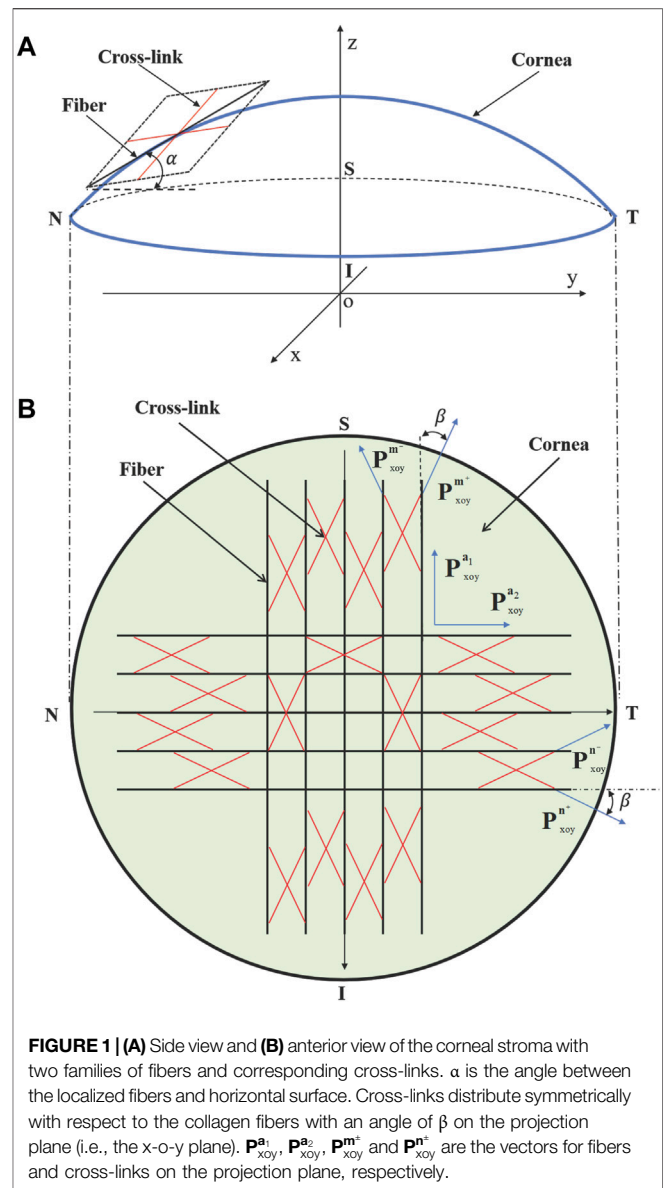 A
z
Cross-link
Cornea
Fiber
α
S
N
T
I
y
o
x
B
β
Cross-link
S
Cornea
P^{m^-}_{xoy}
Fiber
P^{m^+}_{xoy}
P^{a_1}_{xoy}
P^{a_2}_{xoy}
N
T
P^{n^-}_{xoy}
β
P^{n^+}_{xoy}
I
FIGURE 1 | (A) Side view and (B) anterior view of the corneal stroma with
two families of fibers and corresponding cross-links. α is the angle between
the localized fibers and horizontal surface. Cross-links distribute symmetrically
with respect to the collagen fibers with an angle of β on the projection
plane (i.e., the x-o-y plane). P^{a_1}_{xoy}, P^{a_2}_{xoy}, P^{m^±}_{xoy} and P^{n^±}_{xoy} are the vectors for fibers
and cross-links on the projection plane, respectively.